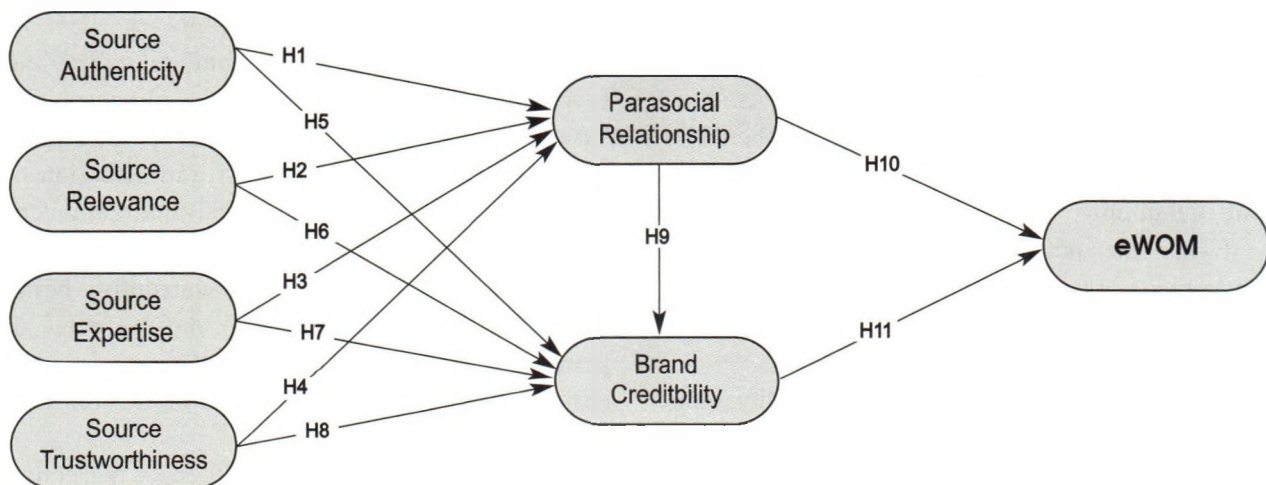 Source
Authenticity
Source
Relevance
Source
Expertise
Source
Trustworthiness
H1
H5
H2
H6
H3
H7
H4
H8
Parasocial
Relationship
H9
Brand
Creditbility
H10
H11
eWOM